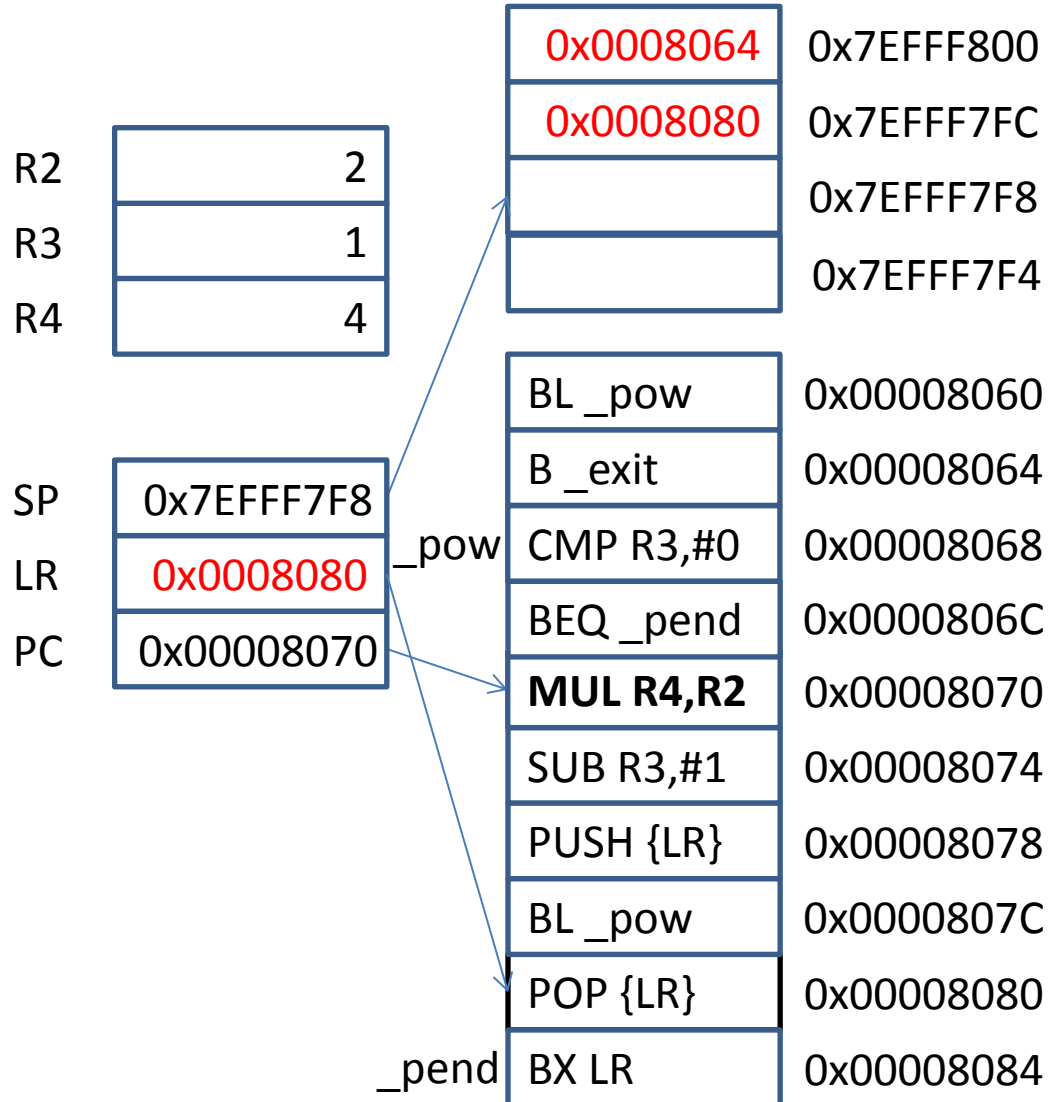 0x0008064 0x7EFFF800
0x0008080 0x7EFFF7FC
R2 2 0x7EFFF7F8
R3 1 0x7EFFF7F4
R4 4
BL _pow 0x00008060
SP 0x7EFFF7F8 B _exit 0x00008064
LR 0x0008080 _pow CMP R3,#0 0x00008068
PC 0x00008070 BEQ _pend 0x0000806C
MUL R4,R2 0x00008070
SUB R3,#1 0x00008074
PUSH {LR} 0x00008078
BL _pow 0x0000807C
POP {LR} 0x00008080
_pend BX LR 0x00008084